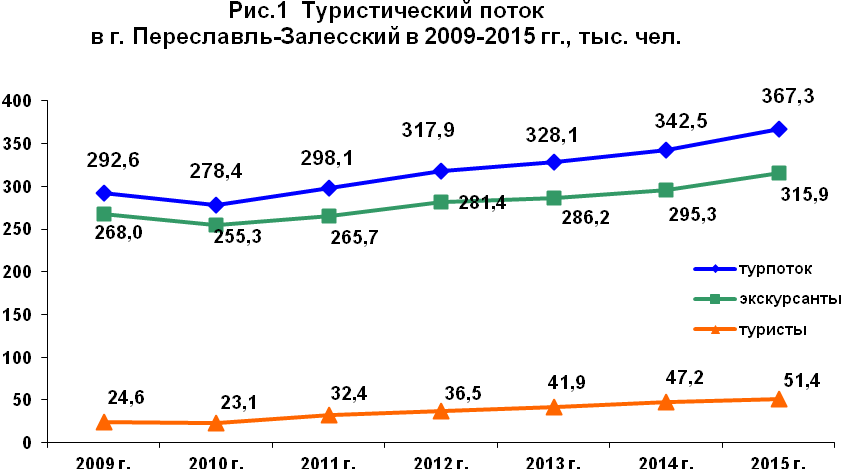 Рис.1 Туристический поток
в г. Переславль-Залесский в 2009-2015 гг., тыс. чел.
400
350
300
250
200
150
100
50
0
292,6
278,4
298,1
317,9
328,1
342,5
367,3
268,0
255,3
265,7
281,4
286,2
295,3
315,9
24,6
23,1
32,4
36,5
41,9
47,2
51,4
турпоток
экскурсанты
туристы
2009 г.
2010 г.
2011 г.
2012 г.
2013 г.
2014 г.
2015 г.